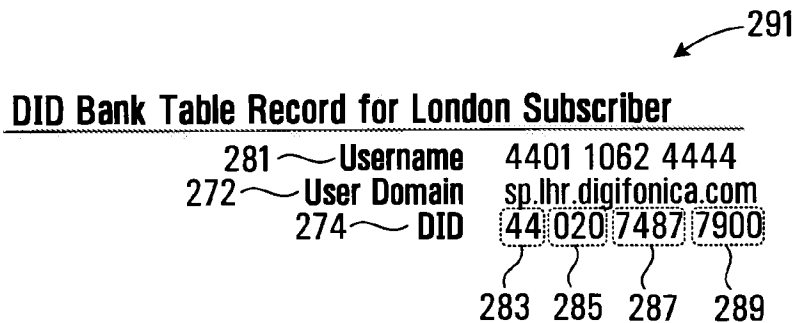 291
DID Bank Table Record for London Subscriber
281 Username 4401 1062 4444
272 User Domain sp.lhr.digifonica.com
274 DID 44 020 7487 7900
283 285 287 289